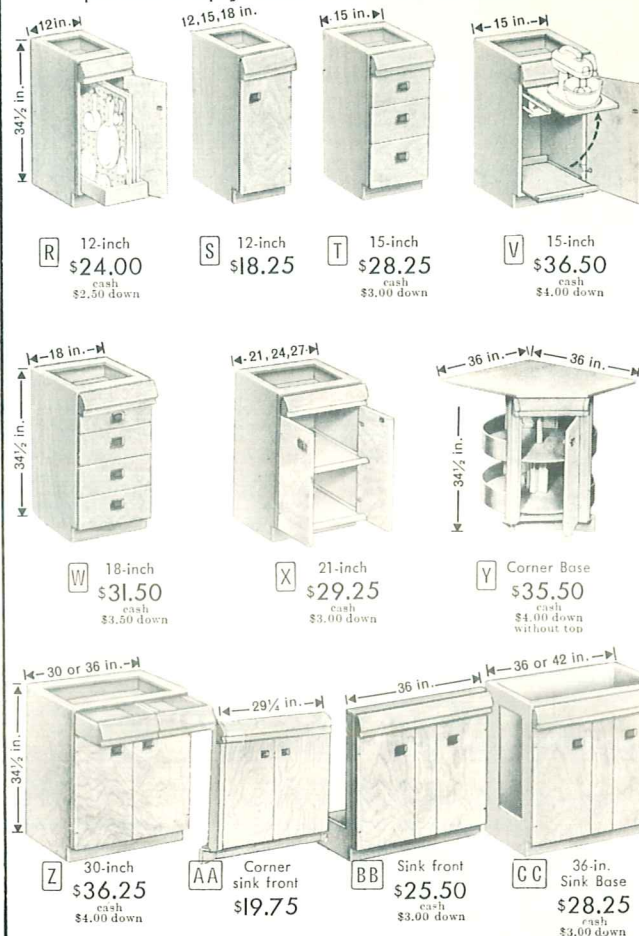 12in.
12,15,18 in.
15 in.
15 in.
34½ in.
R 12-inch
$24.00
cash
$2.50 down
S 12-inch
$18.25
T 15-inch
$28.25
cash
$3.00 down
V 15-inch
$36.50
cash
$4.00 down
18 in.
21, 24, 27
36 in. 36 in.
34½ in.
34½ in.
W 18-inch
$31.50
cash
$3.50 down
X 21-inch
$29.25
cash
$3.00 down
Y Corner Base
$35.50
cash
$4.00 down
without top
30 or 36 in.
29¼ in.
36 in.
36 or 42 in.
34½ in.
Z 30-inch
$36.25
cash
$4.00 down
AA Corner
sink front
$19.75
BB Sink front
$25.50
cash
$3.00 down
CC 36-in.
Sink Base
$28.25
cash
$3.00 down